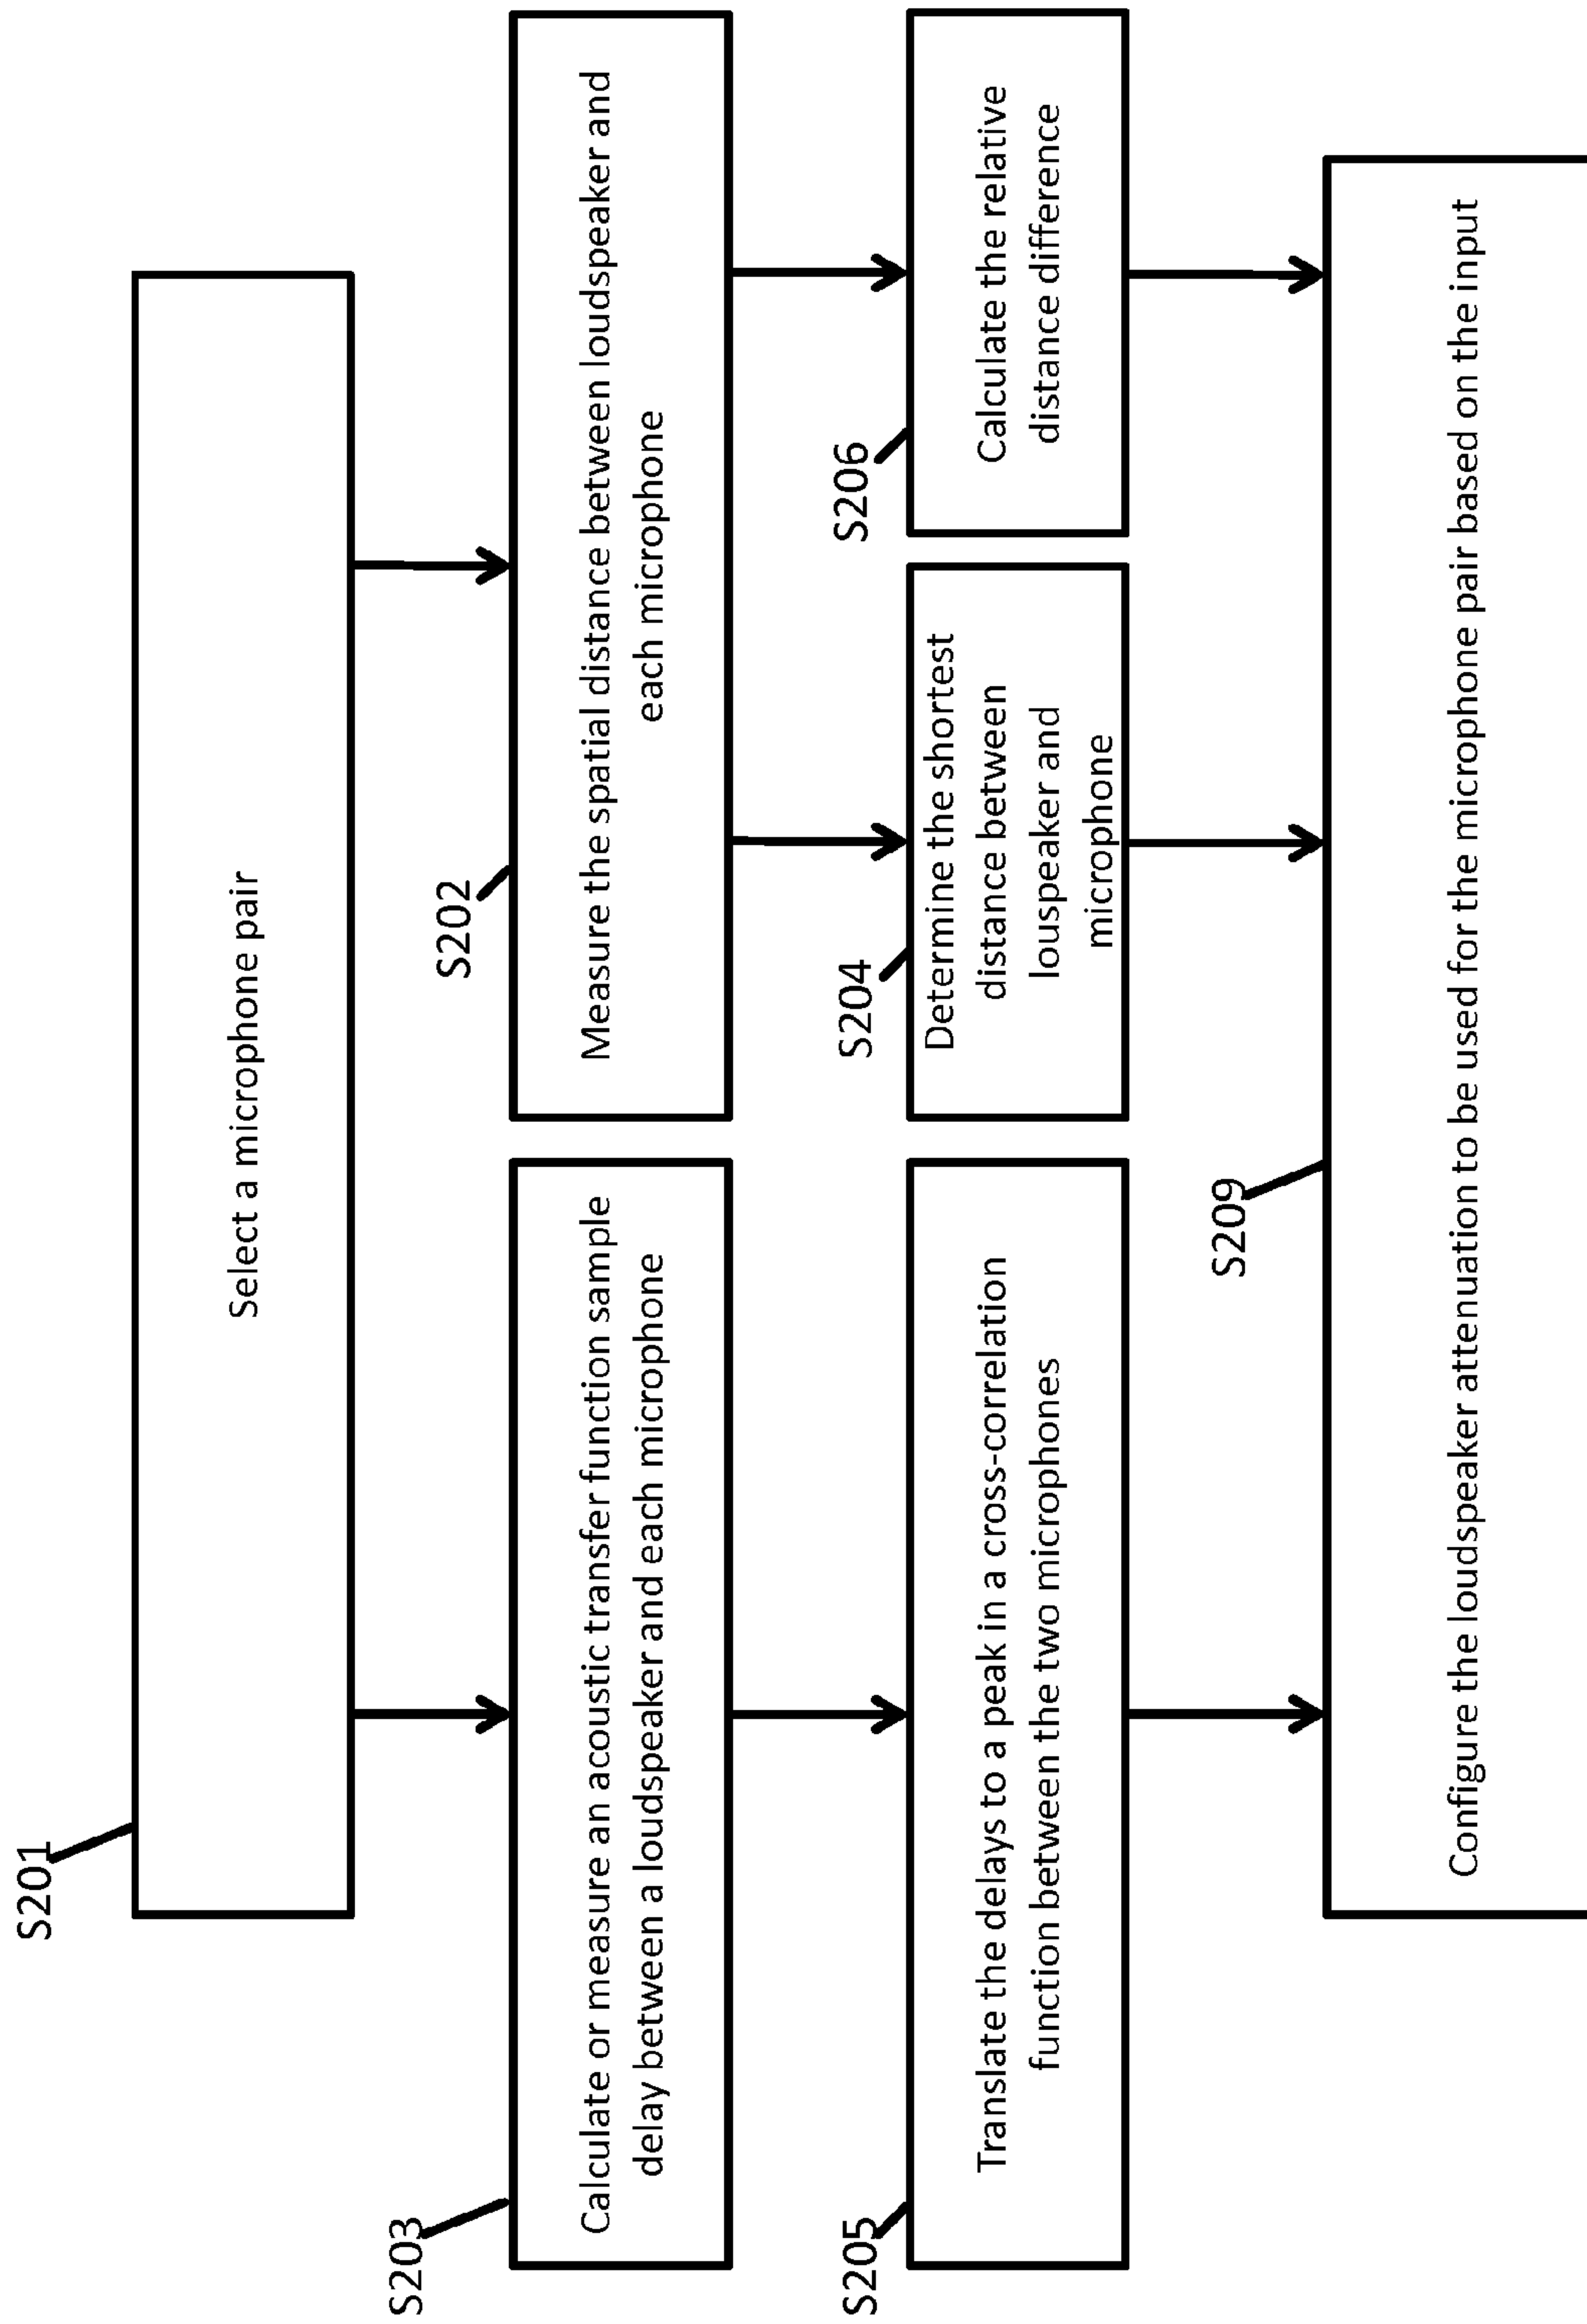 S201
Select a microphone pair
S203
Calculate or measure an acoustic transfer function sample
delay between a loudspeaker and each microphone
S202
Measure the spatial distance between loudspeaker and
each microphone
S205
Translate the delays to a peak in a cross-correlation
function between the two microphones
S204
Determine the shortest
distance between
louspeaker and
microphone
S206
Calculate the relative
distance difference
S209
Configure the loudspeaker attenuation to be used for the microphone pair based on the input